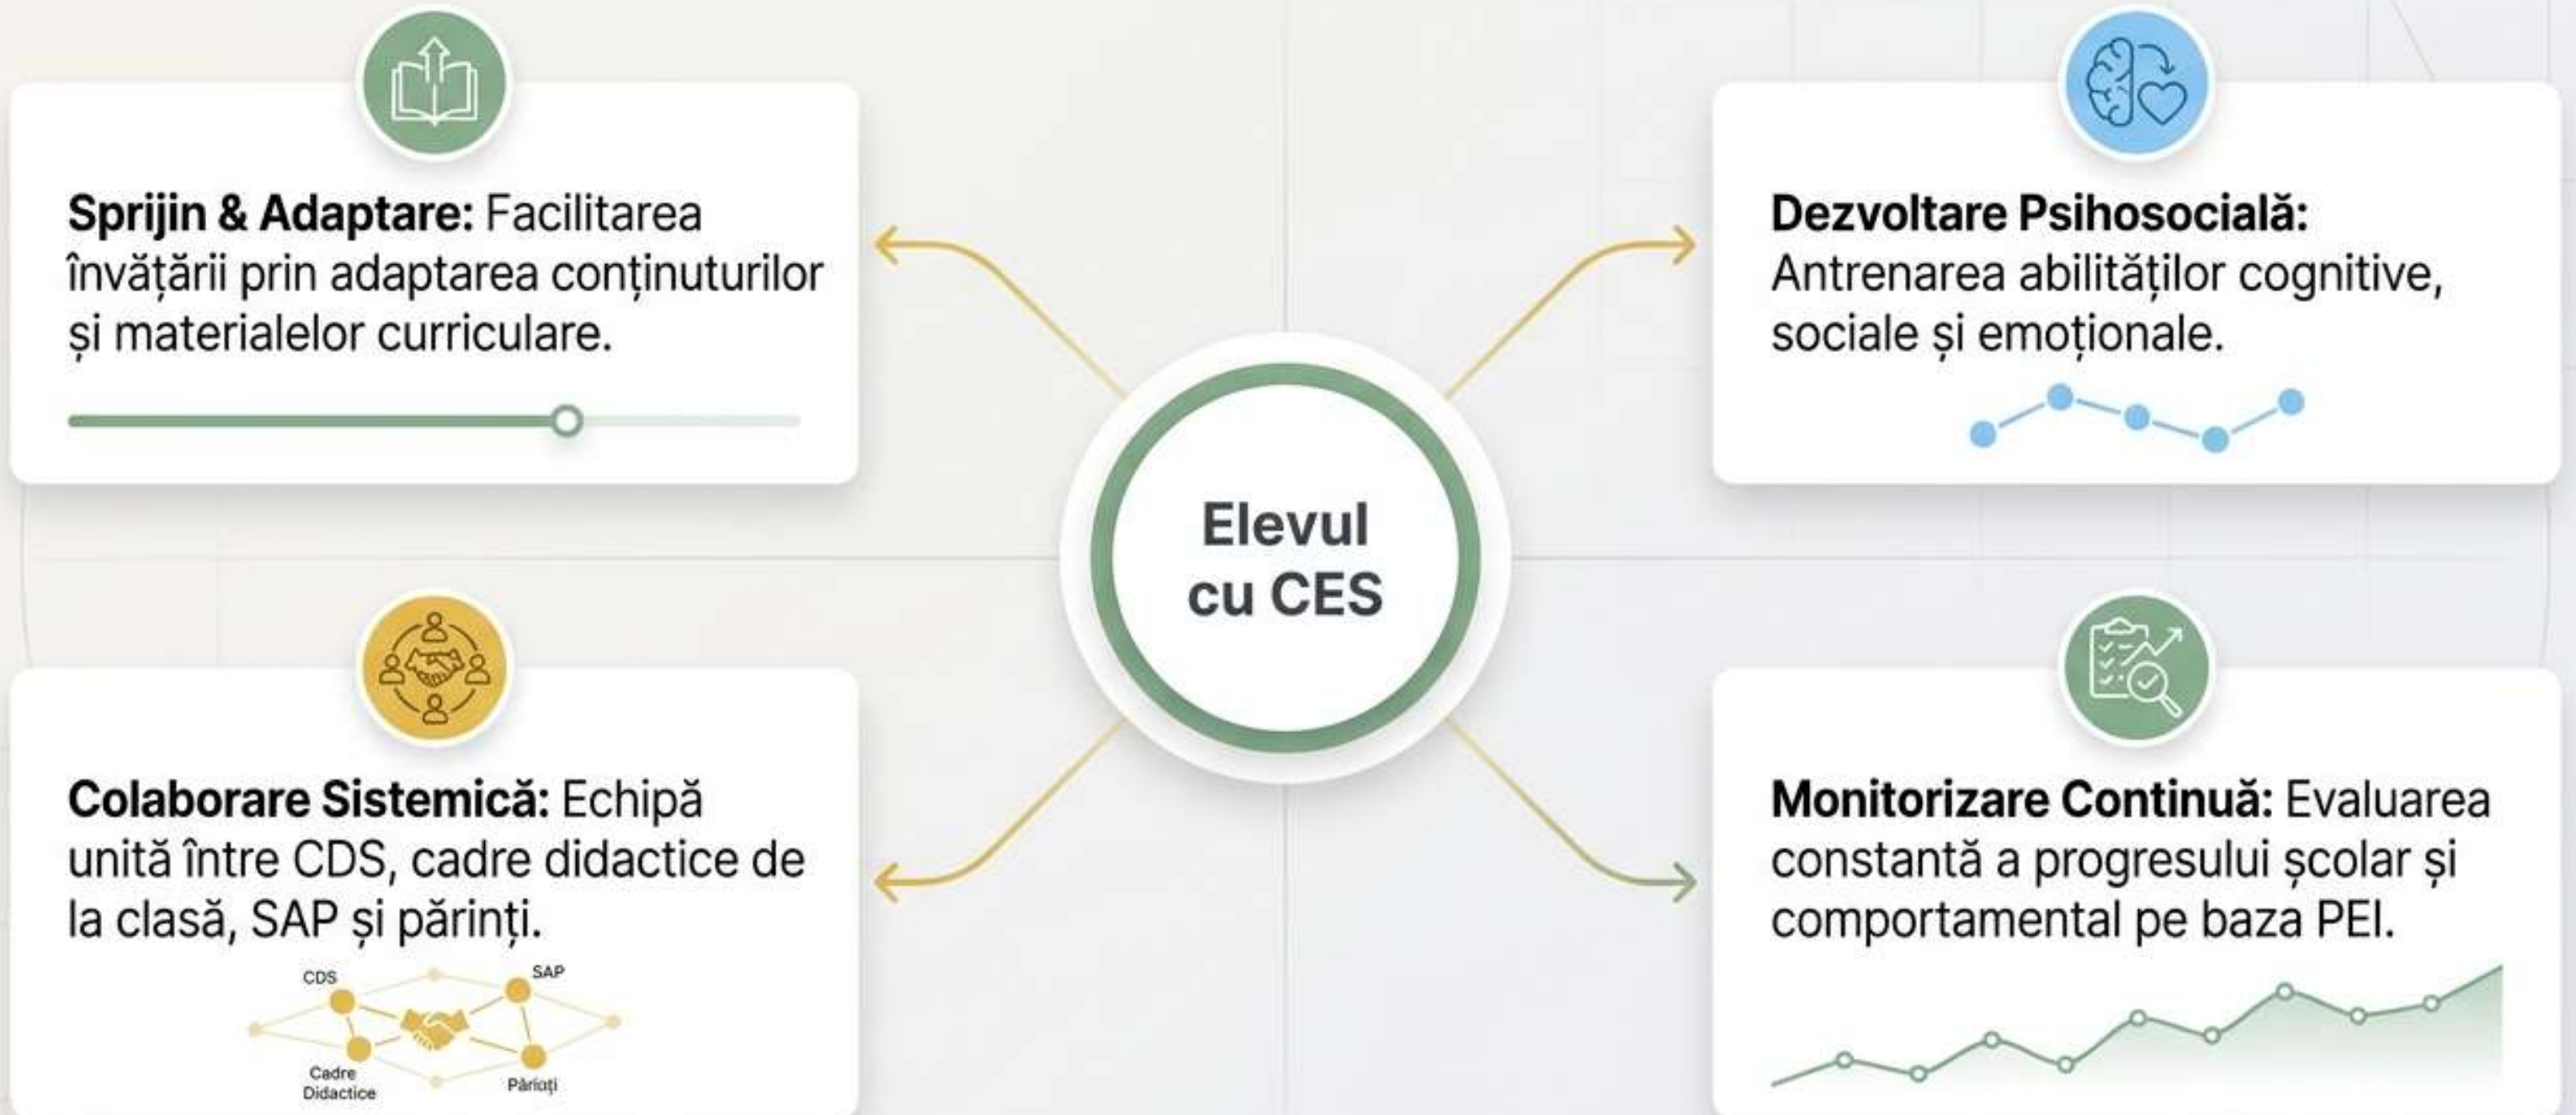 Sprijin & Adaptare: Facilitarea
învățării prin adaptarea conținuturilor
și materialelor curriculare.
Dezvoltare Psihosocială:
Antrenarea abilităților cognitive,
sociale și emoționale.
Elevul
cu CES
Colaborare Sistemică: Echipă
unită între CDS, cadre didactice de
la clasă, SAP și părinți.
CDS
SAP
Cadre
Didactice
Părioți
Monitorizare Continuă: Evaluarea
constantă a progresului școlar și
comportamental pe baza PEI.